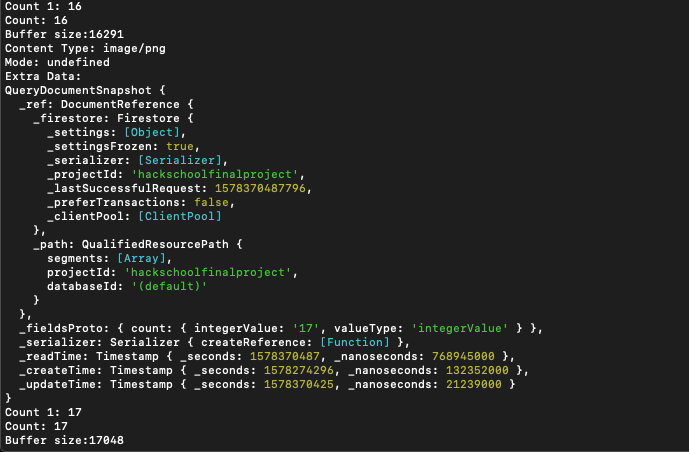 Count 1: 16
Count: 16
Buffer size:16291
Content Type: image/png
Mode: undefined
Extra Data:
QueryDocumentSnapshot {
  _ref: DocumentReference {
    _firestore: Firestore {
      _settings: [Object],
      _settingsFrozen: true,
      _serializer: [Serializer],
      _projectId: 'hackschoolfinalproject',
      _lastSuccessfulRequest: 1578370487796,
      _preferTransactions: false,
      _clientPool: [ClientPool]
    },
    _path: QualifiedResourcePath {
      segments: [Array],
      projectId: 'hackschoolfinalproject',
      databaseId: '(default)'
    }
  },
  _fieldsProto: { count: { integerValue: '17', valueType: 'integerValue' } },
  _serializer: Serializer { createReference: [Function] },
  _readTime: Timestamp { _seconds: 1578370487, _nanoseconds: 768945000 },
  _createTime: Timestamp { _seconds: 1578274296, _nanoseconds: 132352000 },
  _updateTime: Timestamp { _seconds: 1578370425, _nanoseconds: 21239000 }
}
Count 1: 17
Count: 17
Buffer size:17048